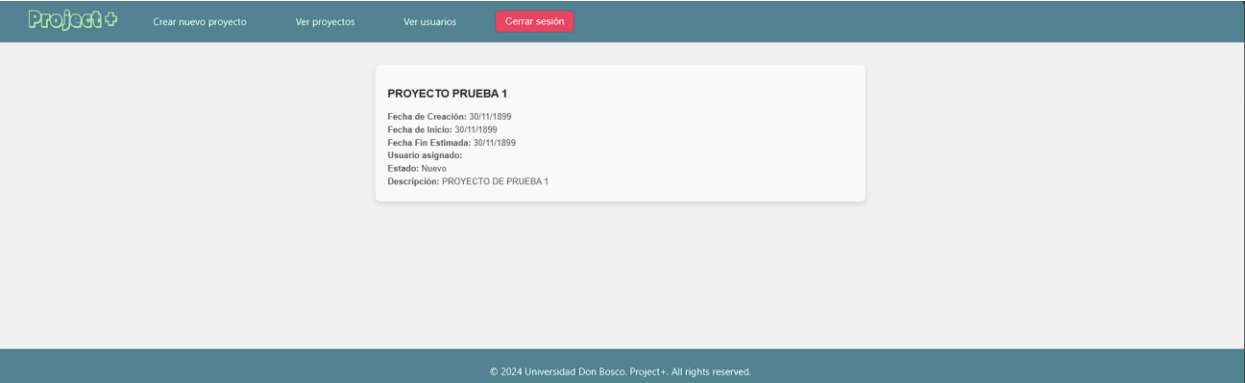 Project+ Crear nuevo proyecto Ver proyectos Ver usuarios Cerrar sesión
PROYECTO PRUEBA 1
Fecha de Creación: 30/11/1899
Fecha de Inicio: 30/11/1899
Fecha Fin Estimada: 30/11/1899
Usuario asignado:
Estado: Nuevo
Descripción: PROYECTO DE PRUEBA 1
© 2024 Universidad Don Bosco. Project+. All rights reserved.